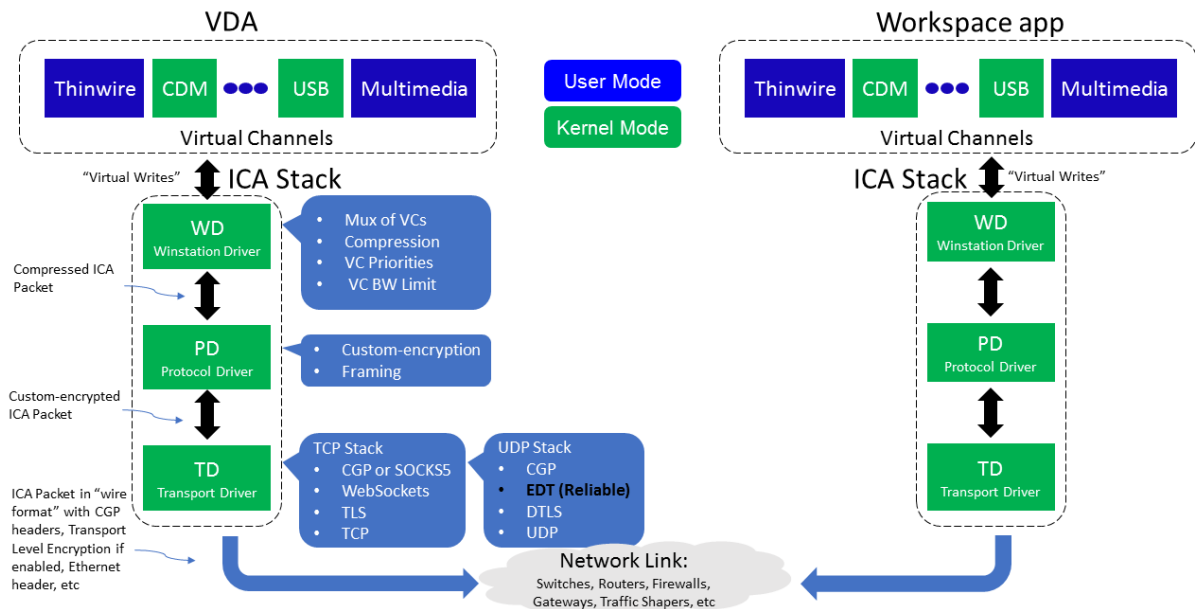 VDA
Workspace app
Thinwire
CDM
USB
Multimedia
Virtual Channels
User Mode
Kernel Mode
Thinwire
CDM
USB
Multimedia
Virtual Channels
“Virtual Writes”
ICA Stack
ICA Stack
“Virtual Writes”
WD
Winstation Driver
• Mux of VCs
• Compression
• VC Priorities
• VC BW Limit
Compressed ICA
Packet
PD
Protocol Driver
• Custom-encryption
• Framing
Custom-encrypted
ICA Packet
TD
Transport Driver
TCP Stack
• CGP or SOCKS5
• WebSockets
• TLS
• TCP
UDP Stack
• CGP
• EDT (Reliable)
• DTLS
• UDP
ICA Packet in “wire
format” with CGP
headers, Transport
Level Encryption if
enabled, Ethernet
header, etc
WD
Winstation Driver
PD
Protocol Driver
TD
Transport Driver
Network Link:
Switches, Routers, Firewalls,
Gateways, Traffic Shapers, etc